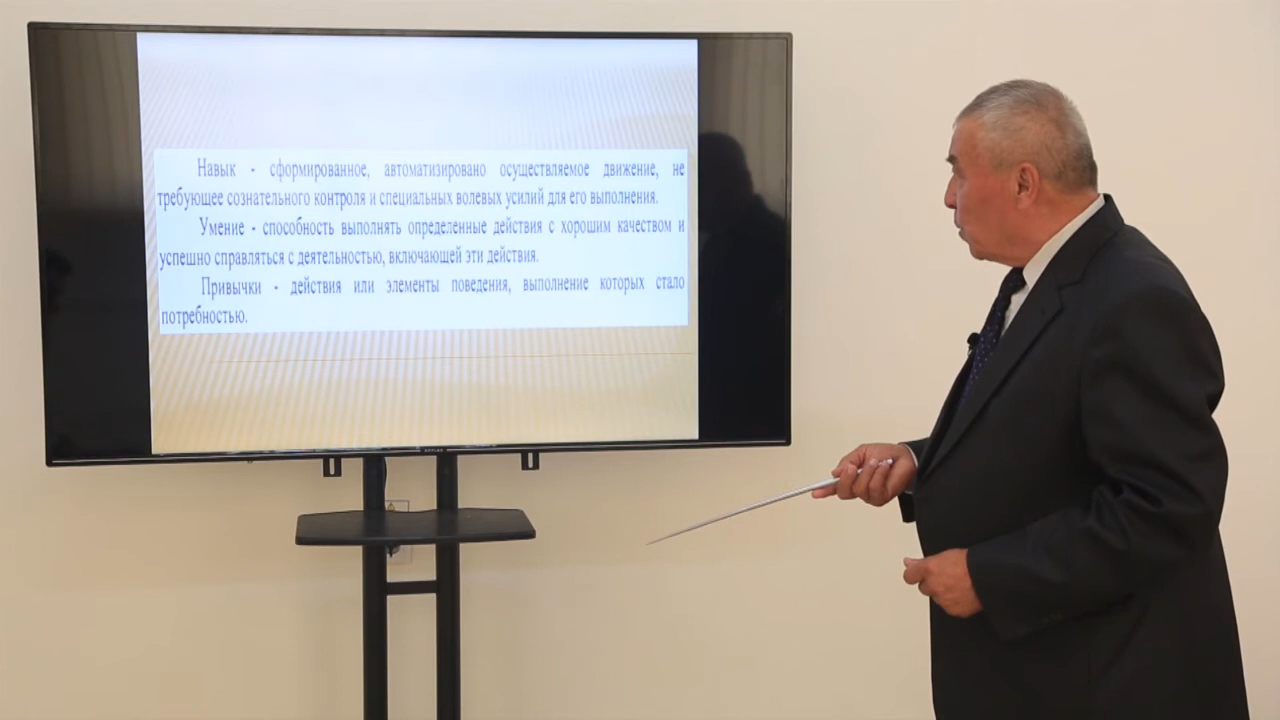 Навык - сформированное, автоматизировано осуществляемое движение, не
требующее сознательного контроля и специальных волевых усилий для его выполнения.
Умение - способность выполнять определенные действия с хорошим качеством и
успешно справляться с деятельностью, включающей эти действия.
Привычки - действия или элементы поведения, выполнение которых стало
потребностью.